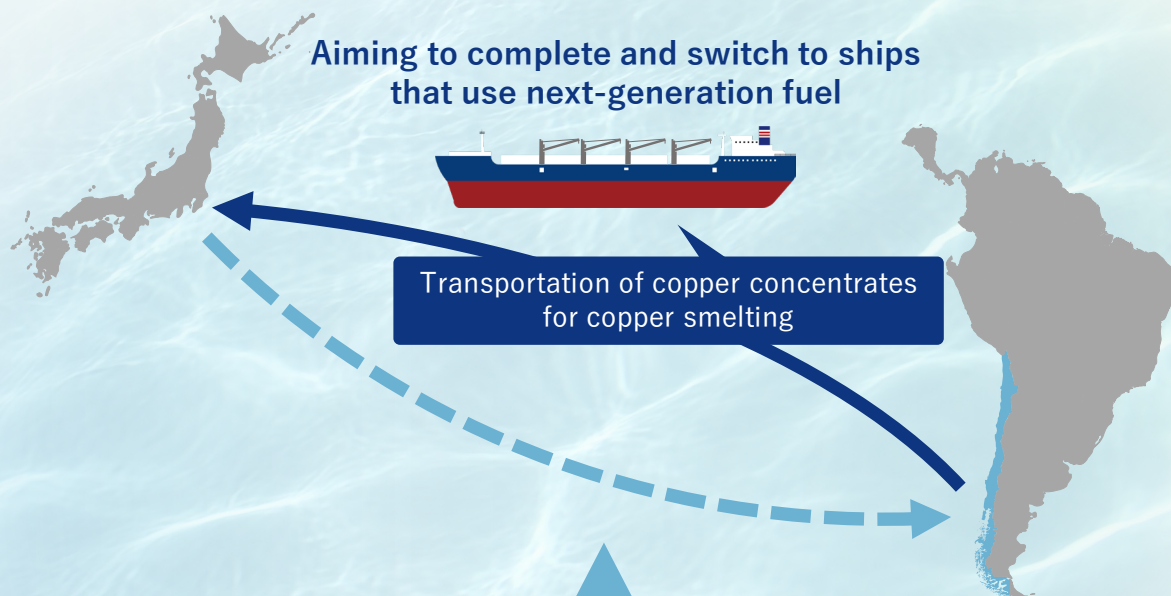 Aiming to complete and switch to ships
that use next-generation fuel
Transportation of copper concentrates
for copper smelting